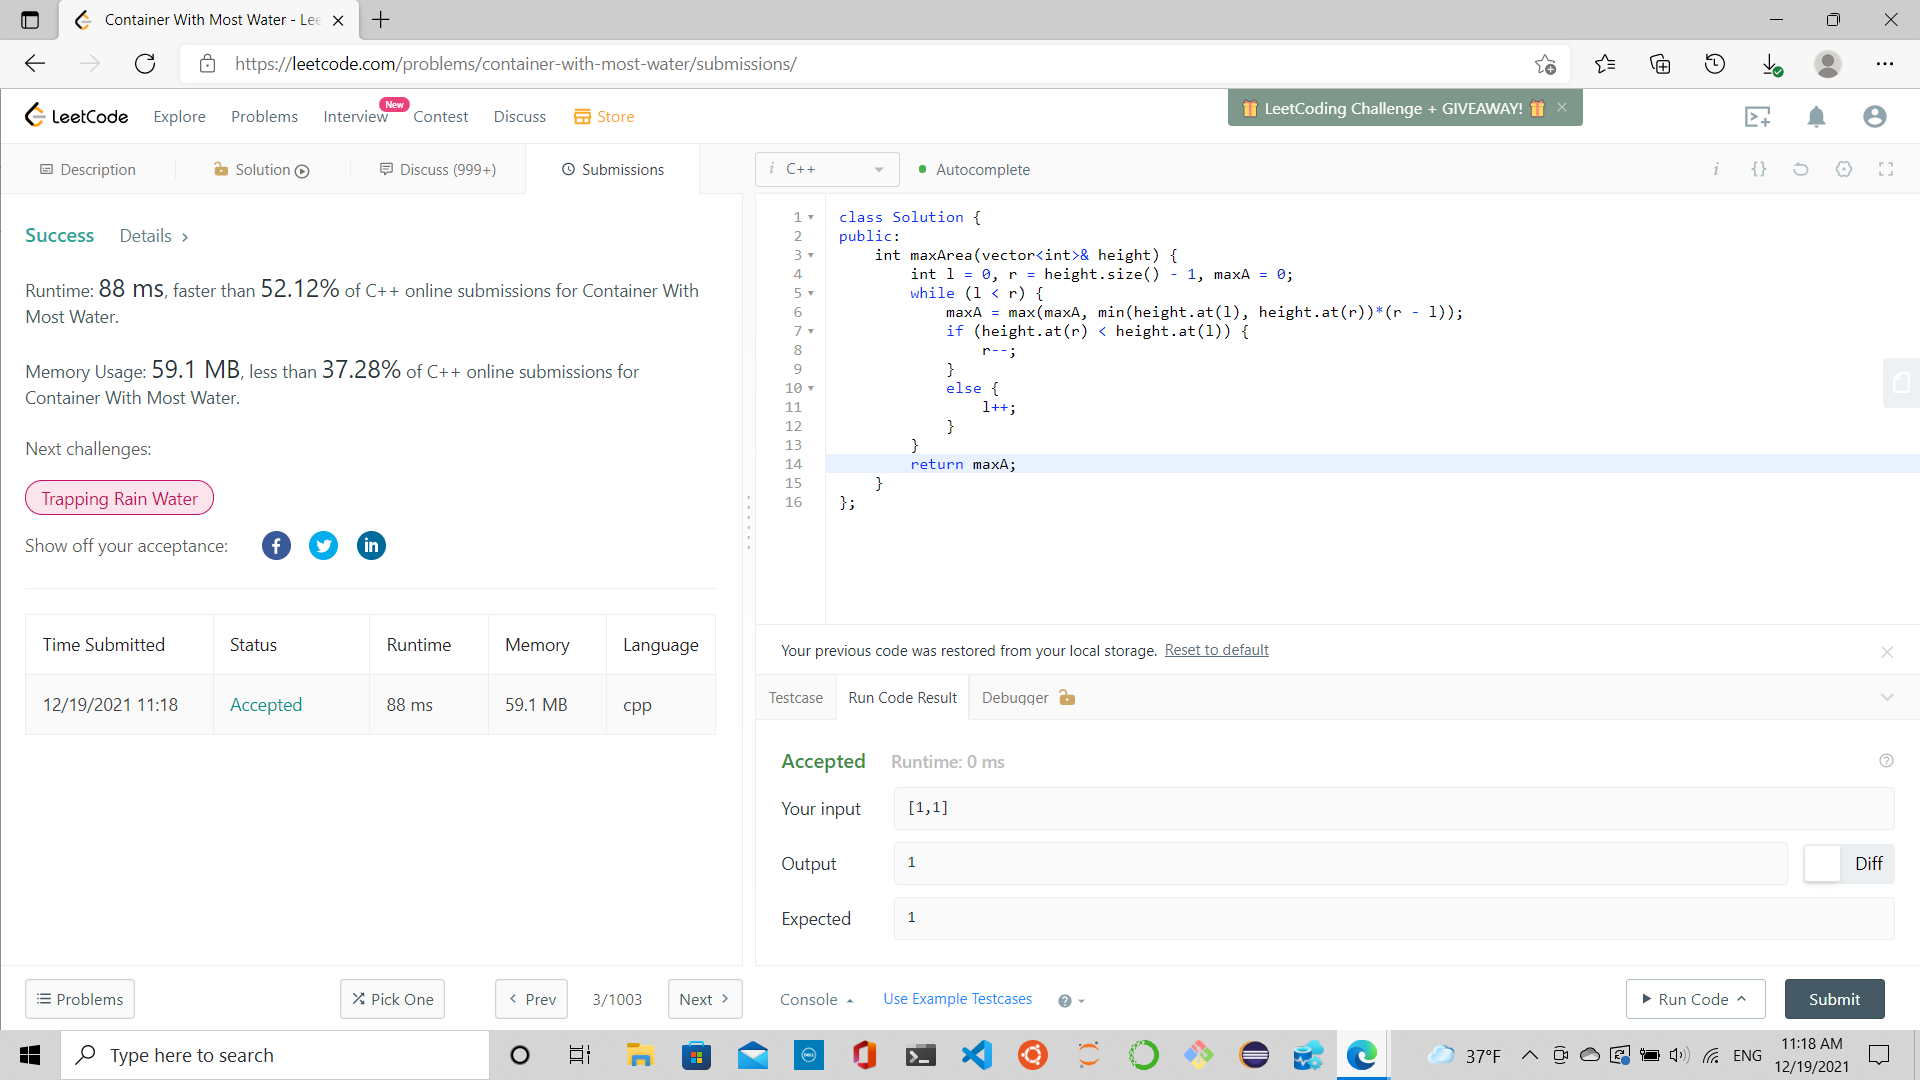 Container With Most Water - Lee
https://leetcode.com/problems/container-with-most-water/submissions/
LeetCode Explore Problems Interview New Contest Discuss Store
LeetCoding Challenge + GIVEAWAY!
Description Solution Discuss (999+) Submissions
i C++ Autocomplete
Success Details
Runtime: 88 ms, faster than 52.12% of C++ online submissions for Container With
Most Water.
Memory Usage: 59.1 MB, less than 37.28% of C++ online submissions for
Container With Most Water.
Next challenges:
Trapping Rain Water
Show off your acceptance:
Time Submitted Status Runtime Memory Language
12/19/2021 11:18 Accepted 88 ms 59.1 MB cpp
1 class Solution {
2 public:
3 int maxArea(vector<int>& height) {
4 int l = 0, r = height.size() - 1, maxA = 0;
5 while (l < r) {
6 maxA = max(maxA, min(height.at(l), height.at(r))*(r - l));
7 if (height.at(r) < height.at(l)) {
8 r--;
9 }
10 else {
11 l++;
12 }
13 }
14 return maxA;
15 }
16 };
Your previous code was restored from your local storage. Reset to default
Testcase Run Code Result Debugger
Accepted Runtime: 0 ms
Your input [1,1]
Output 1 Diff
Expected 1
Problems Pick One Prev 3/1003 Next Console Use Example Testcases Run Code Submit
Type here to search
DELL
37°F ENG 11:18 AM
12/19/2021